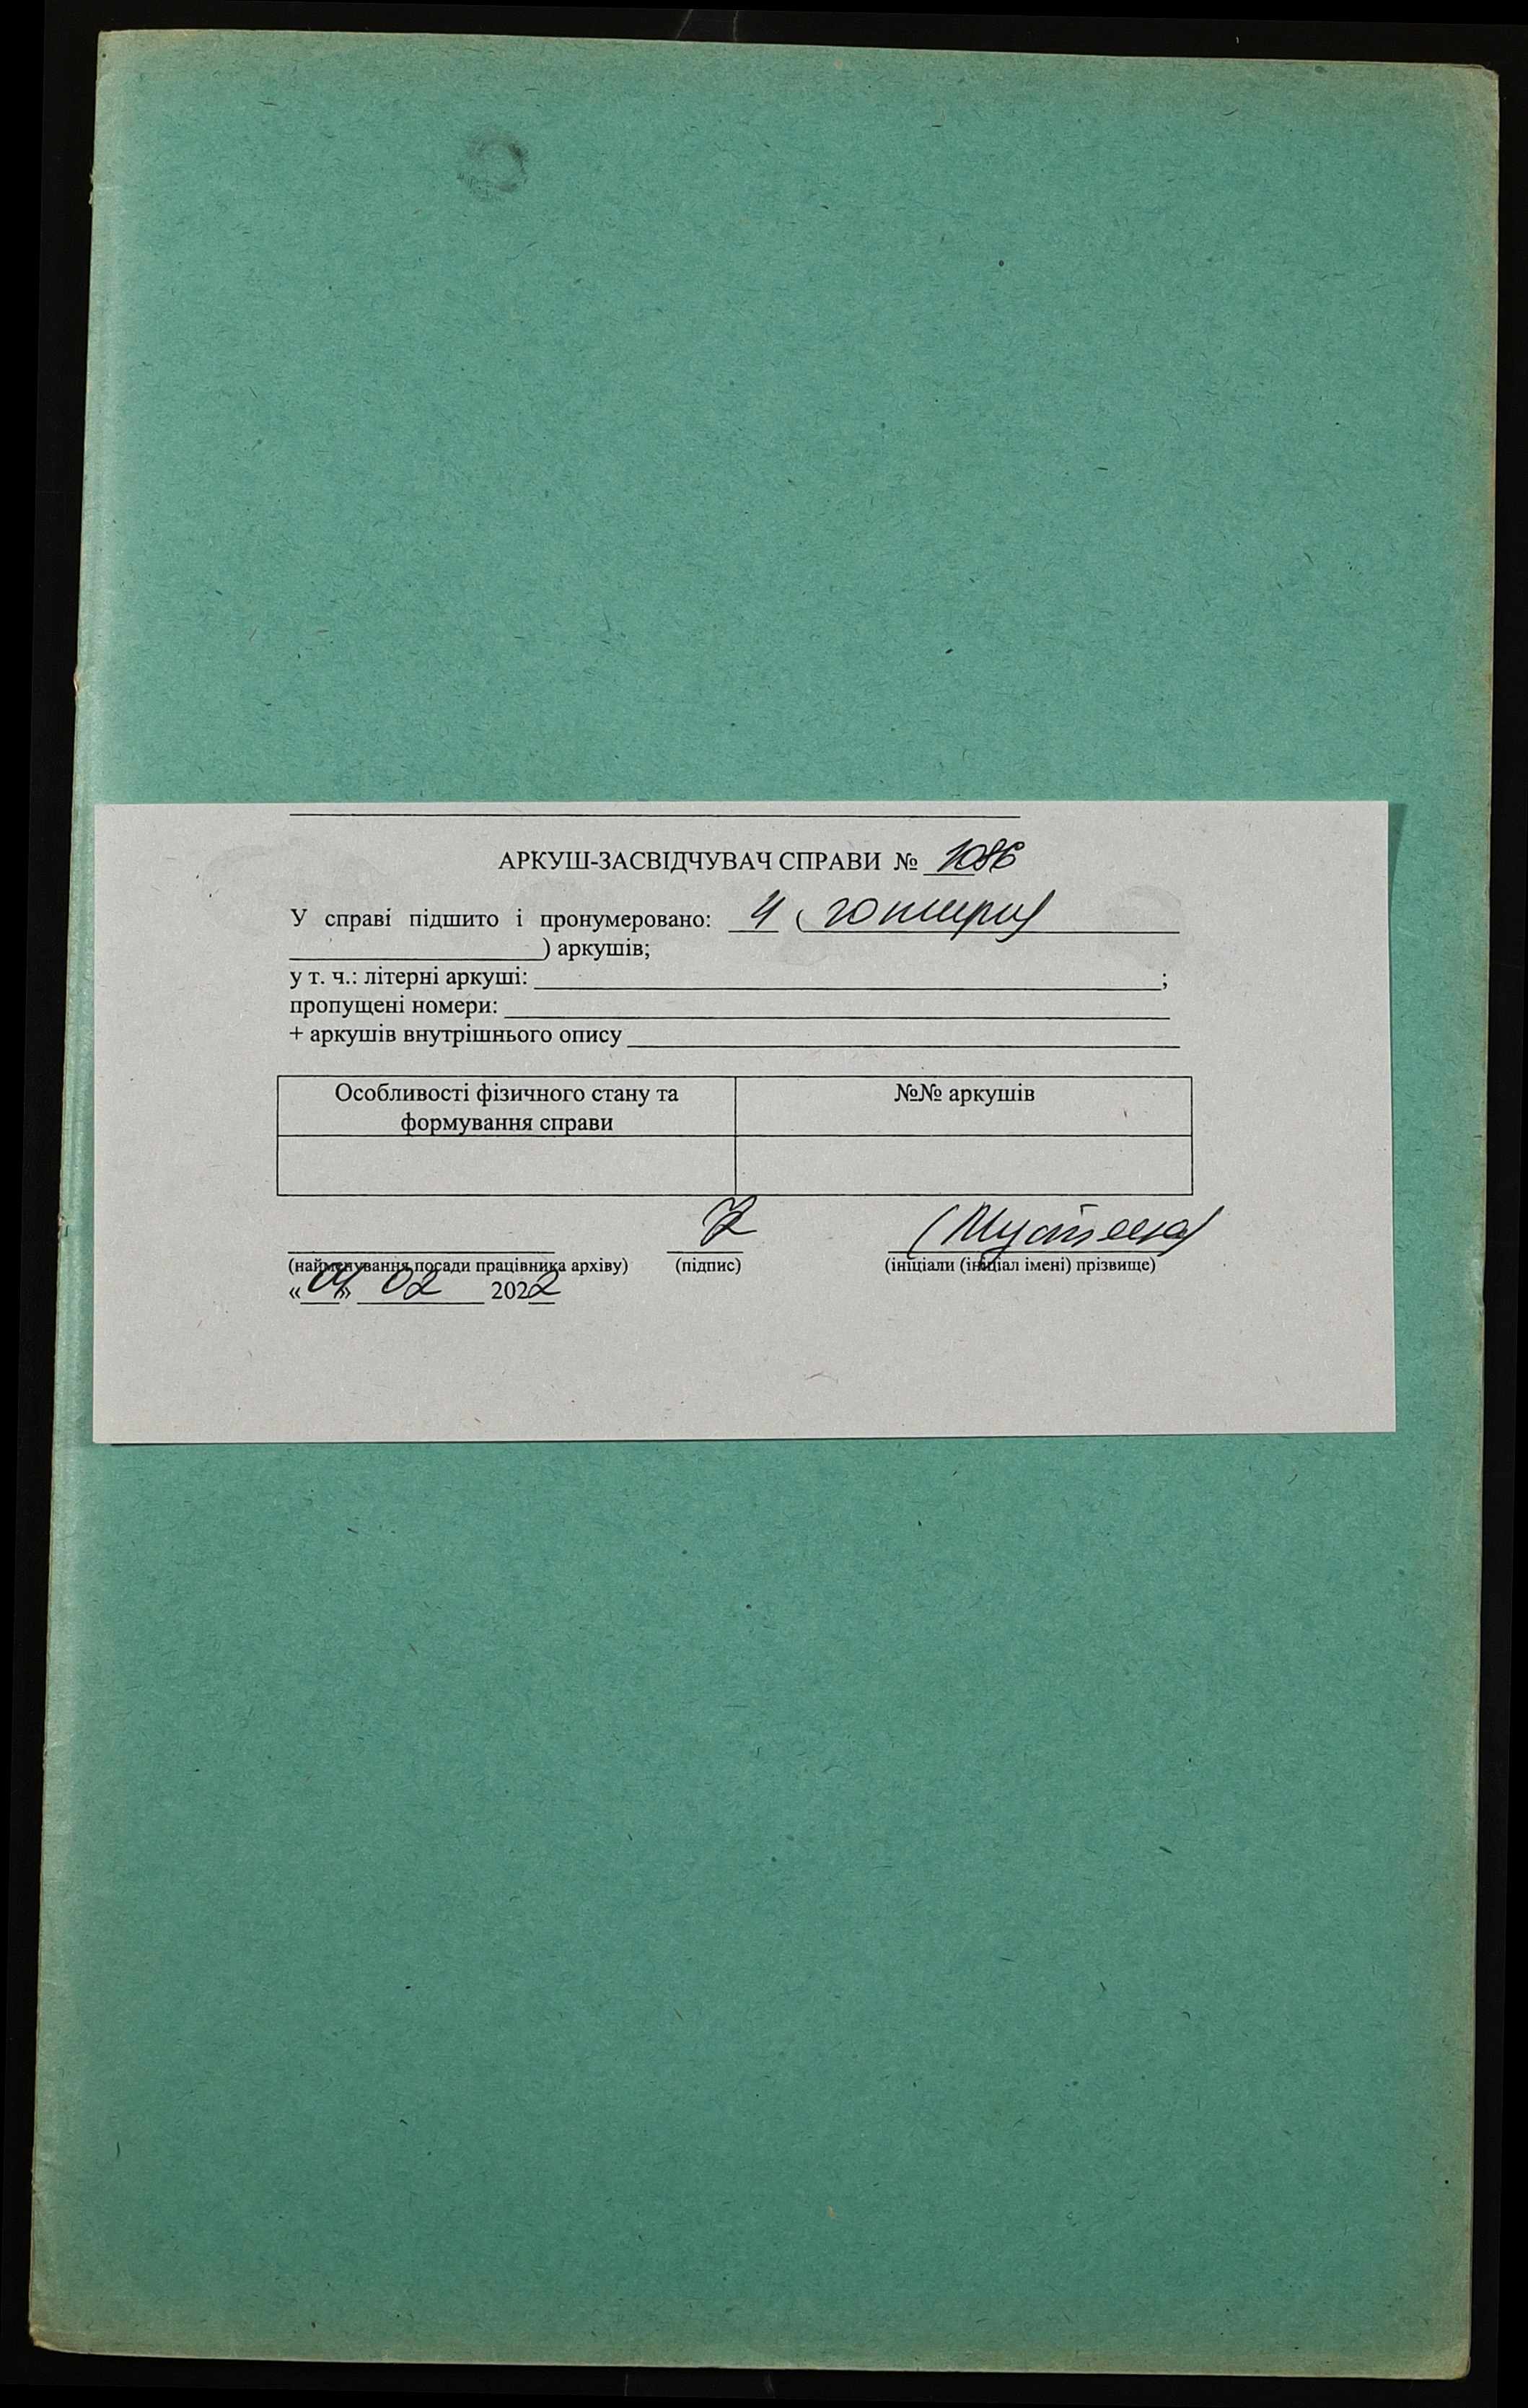 АРКУШ-ЗАСВІДЧУВАЧ СПРАВИ № 1086
У справі підшито і пронумеровано: 4 ( чотири)
) аркушів;
у т. ч.: літерні аркуші: ;
пропущені номери:
+ аркушів внутрішнього опису
Особливості фізичного стану та формування справи
№№ аркушів
(найменування посади працівника архіву) (підпис) (ініціали (ініціал імені) прізвище)
«04» 02 2022